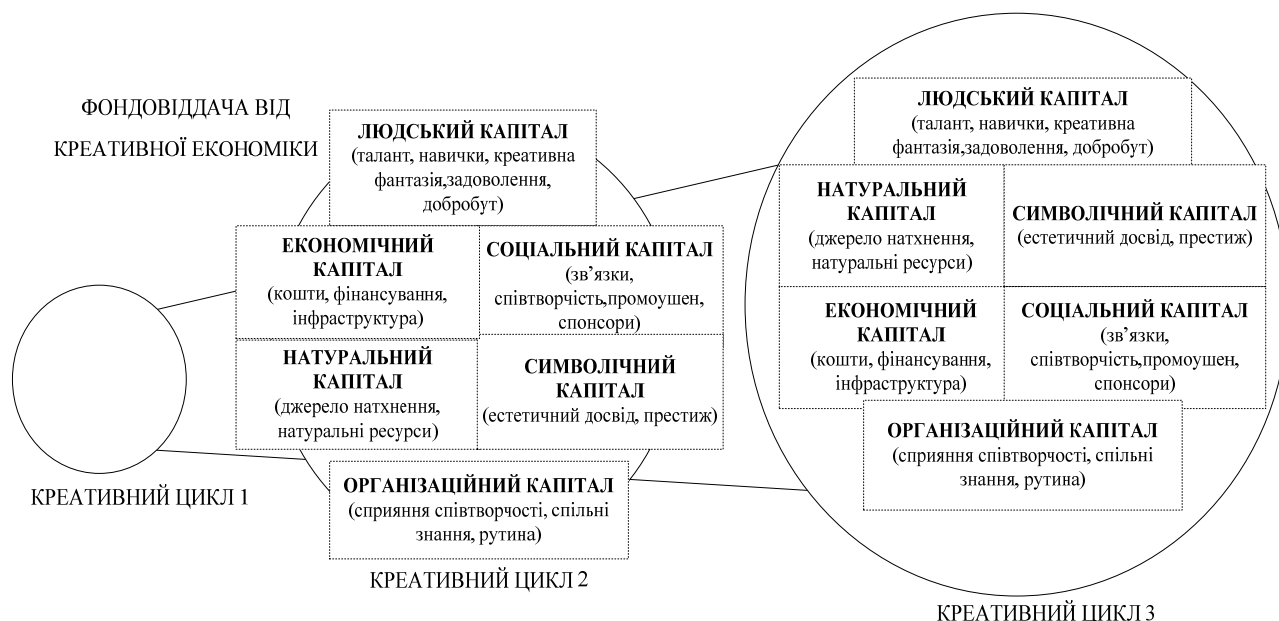 ФОНДОВІДДАЧА ВІД
КРЕАТИВНОЇ ЕКОНОМІКИ
КРЕАТИВНИЙ ЦИКЛ 1
ЛЮДСЬКИЙ КАПІТАЛ
(талант, навички, креативна
фантазія,задоволення,
добробут)
ЕКОНОМІЧНИЙ
КАПІТАЛ
(кошти, фінансування,
інфраструктура)
СОЦІАЛЬНИЙ КАПІТАЛ
(зв’язки,
співтворчість,промоушен,
спонсори)
НАТУРАЛЬНИЙ
КАПІТАЛ
(джерело натхнення,
натуральні ресурси)
СИМВОЛІЧНИЙ
КАПІТАЛ
(естетичний досвід, престиж)
ОРГАНІЗАЦІЙНИЙ КАПІТАЛ
(сприяння співтворчості, спільні
знання, рутина)
КРЕАТИВНИЙ ЦИКЛ 2
ЛЮДСЬКИЙ КАПІТАЛ
(талант, навички, креативна
фантазія,задоволення, добробут)
НАТУРАЛЬНИЙ
КАПІТАЛ
(джерело натхнення,
натуральні ресурси)
СИМВОЛІЧНИЙ КАПІТАЛ
(естетичний досвід, престиж)
ЕКОНОМІЧНИЙ
КАПІТАЛ
(кошти, фінансування,
інфраструктура)
СОЦІАЛЬНИЙ КАПІТАЛ
(зв’язки,
співтворчість,промоушен,
спонсори)
ОРГАНІЗАЦІЙНИЙ КАПІТАЛ
(сприяння співтворчості, спільні
знання, рутина)
КРЕАТИВНИЙ ЦИКЛ 3